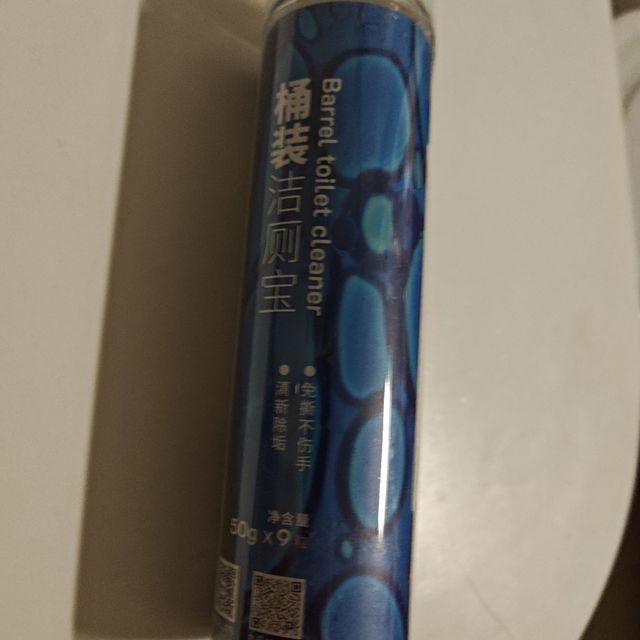 桶装洁厕宝
Barrel toilet cleaner
免撕不伤手
清新除垢
净含量
50g x 9